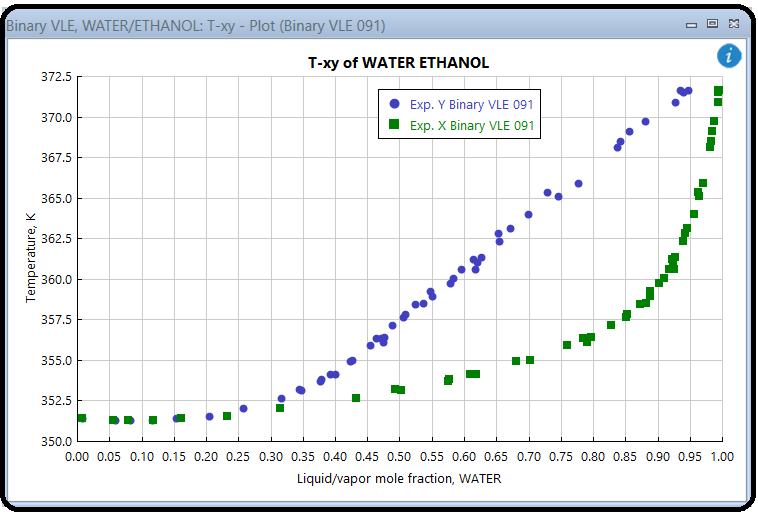 Binary VLE, WATER/ETHANOL: T-xy - Plot (Binary VLE 091)
i
T-xy of WATER ETHANOL
Exp. Y Binary VLE 091
Exp. X Binary VLE 091
Temperature, K
372.5
370.0
367.5
365.0
362.5
360.0
357.5
355.0
352.5
350.0
0.00 0.05 0.10 0.15 0.20 0.25 0.30 0.35 0.40 0.45 0.50 0.55 0.60 0.65 0.70 0.75 0.80 0.85 0.90 0.95 1.00
Liquid/vapor mole fraction, WATER